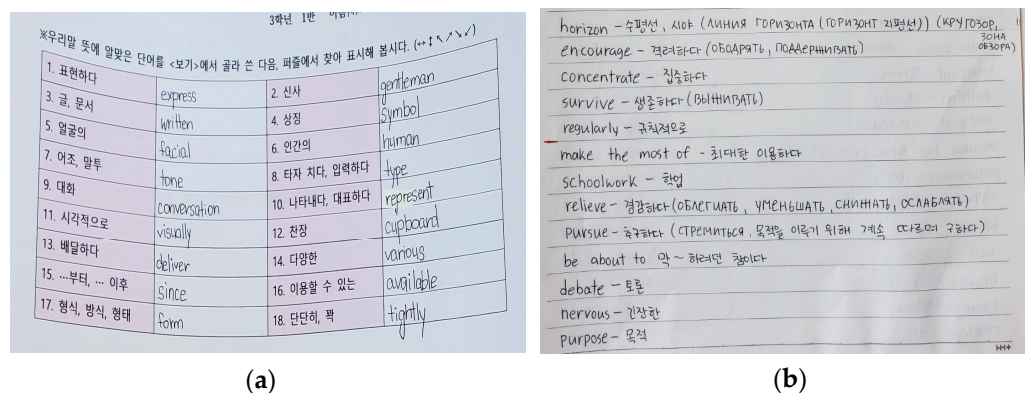 3학년 1반
※우리말 뜻에 알맞은 단어를 <보기>에서 골라 쓴 다음, 퍼즐에서 찾아 표시해 봅시다. (↔↕↖↗↘↙)
1. 표현하다 express 2. 신사 gentleman
3. 글, 문서 written 4. 상징 symbol
5. 얼굴의 facial 6. 인간의 human
7. 어조, 말투 tone 8. 타자 치다, 입력하다 type
9. 대화 conversation 10. 나타내다, 대표하다 represent
11. 시각적으로 visually 12. 찬장 cupboard
13. 배달하다 deliver 14. 다양한 various
15. …부터, … 이후 since 16. 이용할 수 있는 available
17. 형식, 방식, 형태 form 18. 단단히, 꽉 tightly
(a)
horizon - 수평선, 시야 (ЛИНИЯ ГОРИЗОНТА (ГОРИЗОНТ 지평선)) (КРУГОЗОР,
ЗОНА
ОБЗОРА)
encourage - 격려하다 (ОБОДРЯТЬ, ПОДДЕРЖИВАТЬ)
concentrate - 집중하다
survive - 생존하다 (ВЫЖИВАТЬ)
regularly - 규칙적으로
make the most of - 최대한 이용하다
schoolwork - 학업
relieve - 경감하다 (ОБЛЕГЧАТЬ, УМЕНЬШАТЬ, СНИЖАТЬ, ОСЛАБЛЯТЬ)
pursue - 추구하다 (СТРЕМИТЬСЯ, 목적을 이루기 위해 계속 따르며 구하다)
be about to 막 ~ 하려던 참이다
debate - 토론
nervous - 긴장한
purpose - 목적
(b)